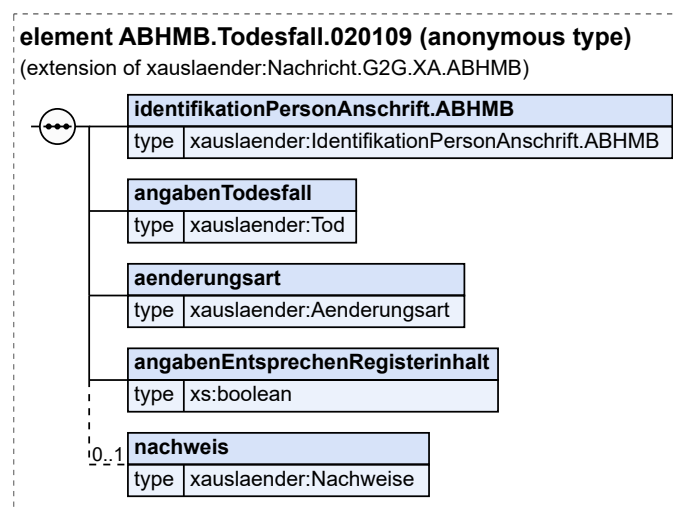 element ABHMB.Todesfall.020109 (anonymous type)
(extension of xauslaender:Nachricht.G2G.XA.ABHMB)
identifikationPersonAnschrift.ABHMB
type xauslaender:IdentifikationPersonAnschrift.ABHMB
angabenTodesfall
type xauslaender:Tod
aenderungsart
type xauslaender:Aenderungsart
angabenEntsprechenRegisterinhalt
type xs:boolean
0..1 nachweis
type xauslaender:Nachweise